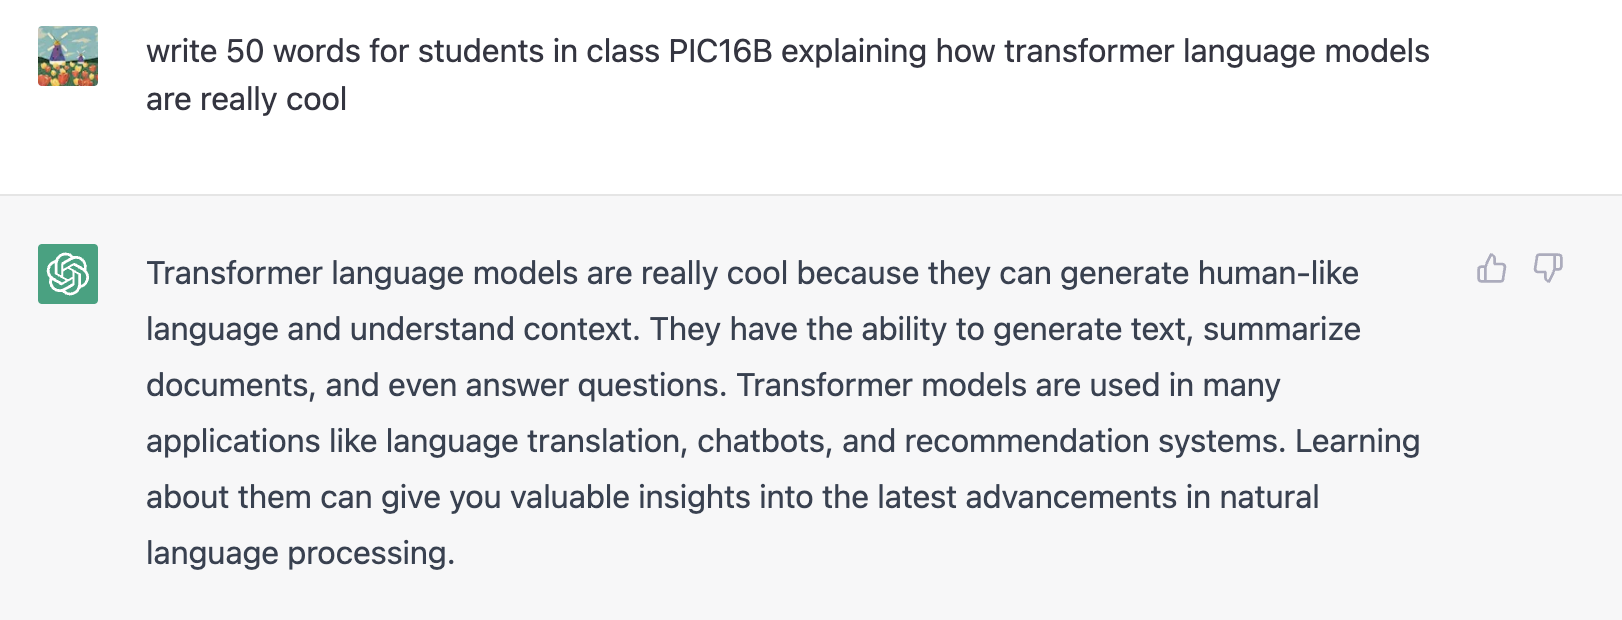 write 50 words for students in class PIC16B explaining how transformer language models
are really cool
Transformer language models are really cool because they can generate human-like
language and understand context. They have the ability to generate text, summarize
documents, and even answer questions. Transformer models are used in many
applications like language translation, chatbots, and recommendation systems. Learning
about them can give you valuable insights into the latest advancements in natural
language processing.